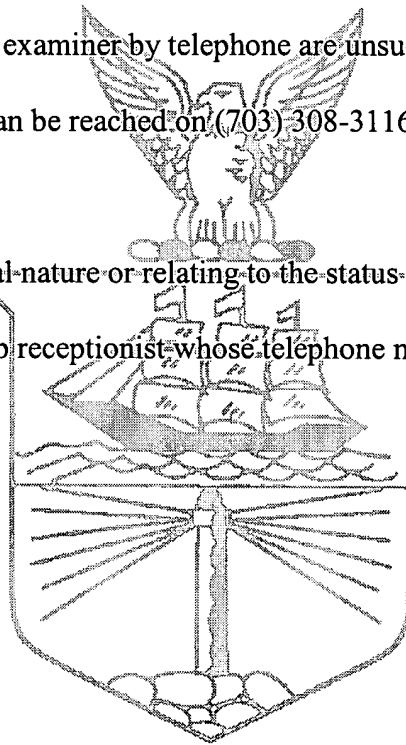 examiner by telephone are unsu
an be reached on (703) 308-3116
al nature or relating to the status
p receptionist whose telephone n